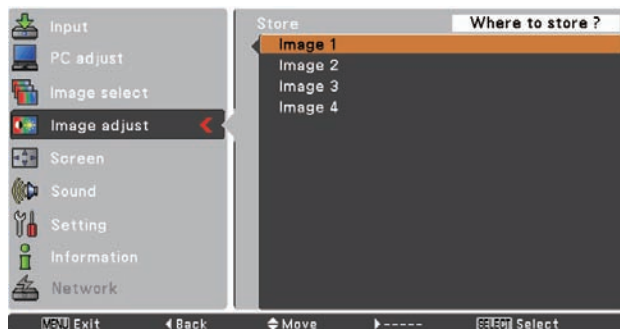 Input
PC adjust
Image select
Image adjust
Screen
Sound
Setting
Information
Network
Store
Where to store ?
Image 1
Image 2
Image 3
Image 4
MENU Exit
Back
Move
-----
SELECT Select